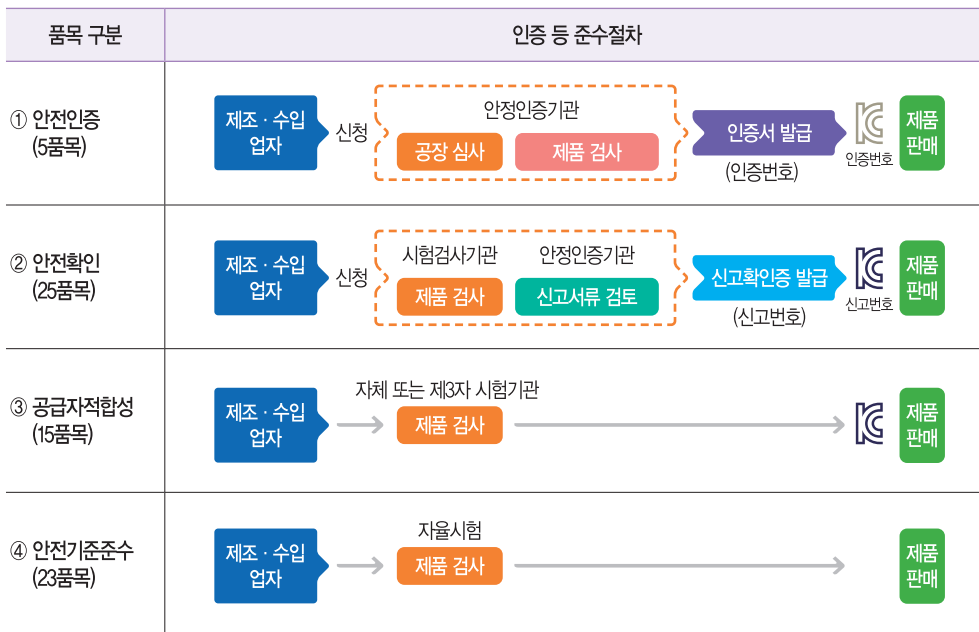 품목 구분
인증 등 준수절차
① 안전인증
(5품목)
제조 · 수입
업자
신청
안정인증기관
공장 심사
제품 검사
인증서 발급
(인증번호)
KC
인증번호
제품
판매
② 안전확인
(25품목)
제조 · 수입
업자
신청
시험검사기관
안정인증기관
제품 검사
신고서류 검토
신고확인증 발급
(신고번호)
KC
신고번호
제품
판매
③ 공급자적합성
(15품목)
제조 · 수입
업자
자체 또는 제3자 시험기관
제품 검사
KC
제품
판매
④ 안전기준준수
(23품목)
제조 · 수입
업자
자율시험
제품 검사
제품
판매